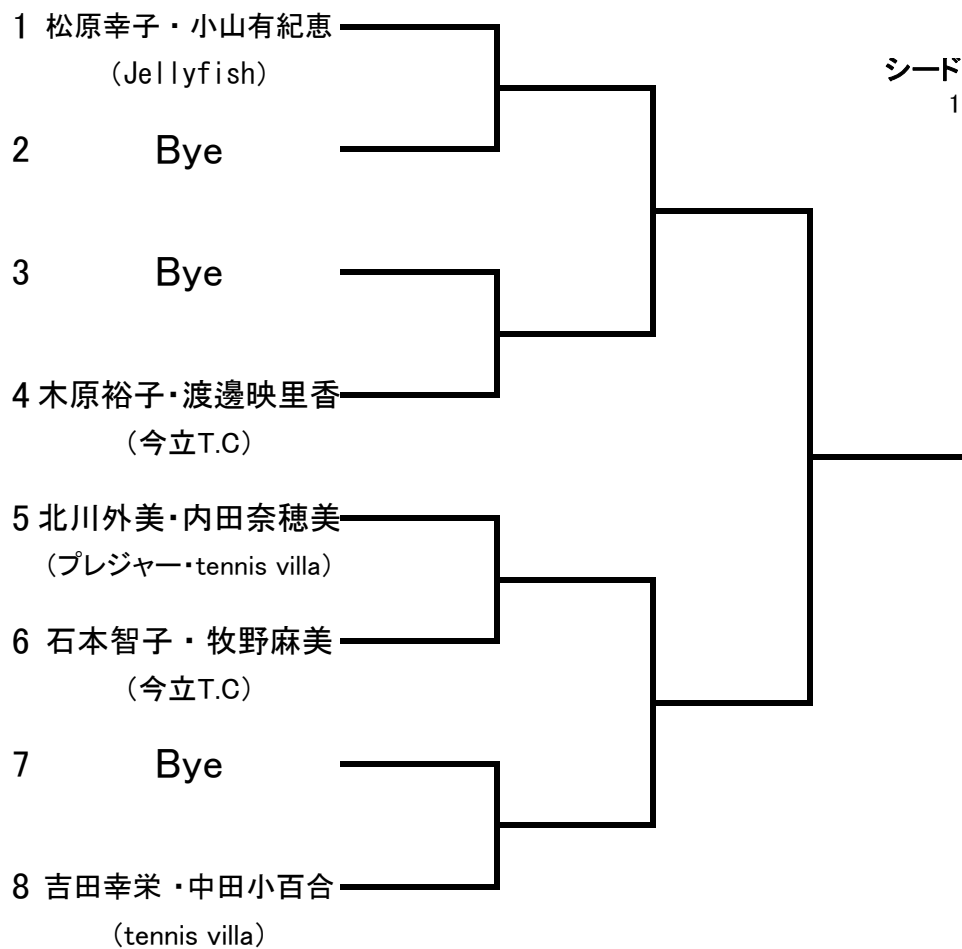 1 松原幸子・小山有紀恵
(Jellyfish)
シード
1
2 Bye
3 Bye
4 木原裕子・渡邊映里香
(今立T.C)
5 北川外美・内田奈穂美
(プレジャー・tennis villa)
6 石本智子・牧野麻美
(今立T.C)
7 Bye
8 吉田幸栄・中田小百合
(tennis villa)